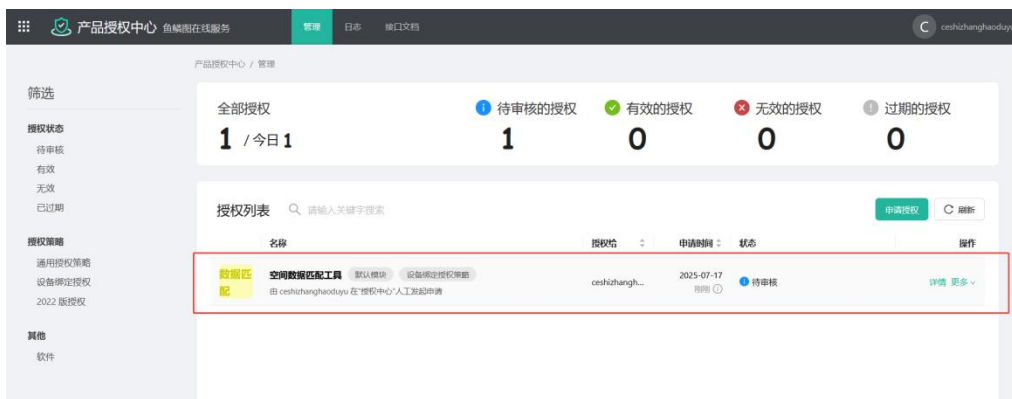 产品授权中心 鱼鳞图在线服务 管理 日志 接口文档 C ceshizhanghaoduyu
产品授权中心 / 管理
筛选
授权状态
待审核
有效
无效
已过期
授权策略
通用授权策略
设备绑定授权
2022 版授权
其他
软件
全部授权
1 / 今日 1
待审核的授权
1
有效的授权
0
无效的授权
0
过期的授权
0
授权列表 请输入关键字搜索 申请授权 刷新
名称 授权给 申请时间 状态 操作
数据匹配
空间数据匹配工具 默认模块 设备绑定授权策略
由 ceshizhanghaoduyu 在"授权中心"人工发起申请
ceshizhangh...
2025-07-17
刚刚
待审核
详情 更多